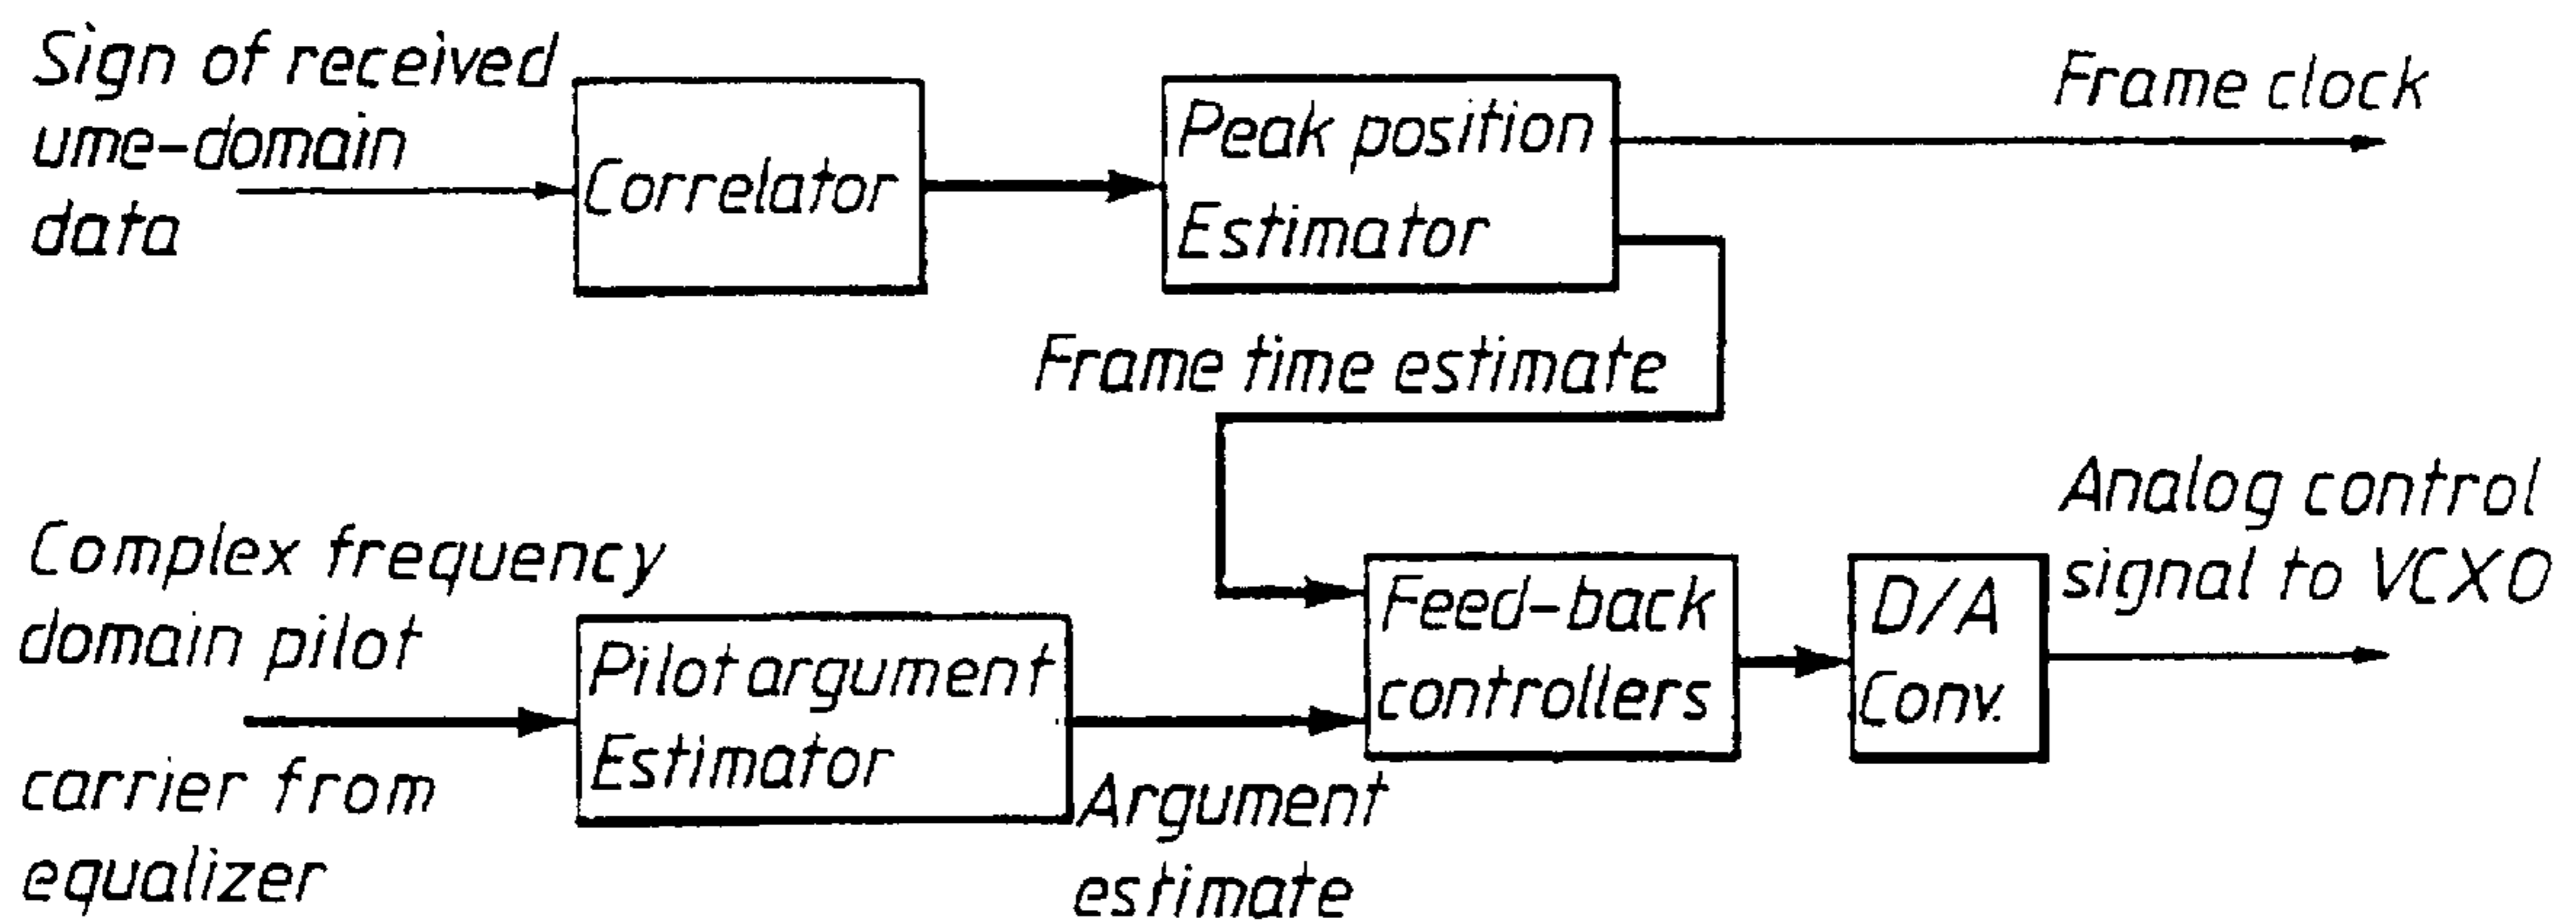 Sign of received
ume-domain
data
Correlator
Peak position
Estimator
Frame clock
Frame time estimate
Complex frequency
domain pilot
carrier from
equalizer
Pilot argument
Estimator
Argument
estimate
Feed-back
controllers
D/A
Conv.
Analog control
signal to VCXO